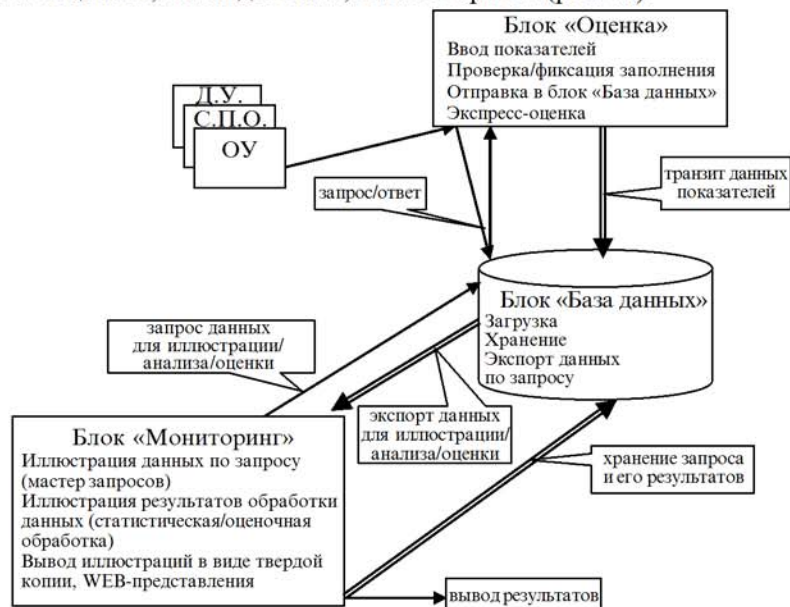 Блок «Оценка»
Ввод показателей
Проверка/фиксация заполнения
Отправка в блок «База данных»
Экспресс-оценка
Д.У.
С.П.О.
ОУ
запрос/ответ
транзит данных
показателей
Блок «База данных»
Загрузка
Хранение
Экспорт данных
по запросу
запрос данных
для иллюстрации/
анализа/оценки
экспорт данных
для иллюстрации/
анализа/оценки
хранение запроса
и его результатов
Блок «Мониторинг»
Иллюстрация данных по запросу
(мастер запросов)
Иллюстрация результатов обработки
данных (статистическая/оценочная
обработка)
Вывод иллюстраций в виде твердой
копии, WEB-представления
вывод результатов